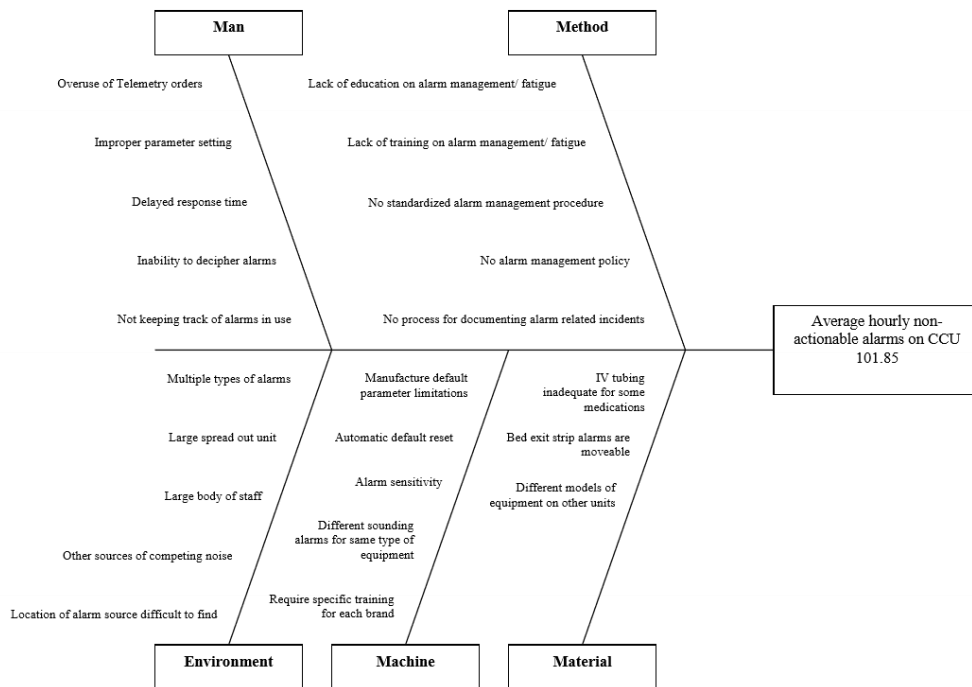 Man
Method
Overuse of Telemetry orders
Improper parameter setting
Delayed response time
Inability to decipher alarms
Not keeping track of alarms in use
Lack of education on alarm management/ fatigue
Lack of training on alarm management/ fatigue
No standardized alarm management procedure
No alarm management policy
No process for documenting alarm related incidents
Average hourly non-
actionable alarms on CCU
101.85
Multiple types of alarms
Large spread out unit
Large body of staff
Other sources of competing noise
Location of alarm source difficult to find
Manufacture default
parameter limitations
Automatic default reset
Alarm sensitivity
Different sounding
alarms for same type of
equipment
Require specific training
for each brand
IV tubing
inadequate for some
medications
Bed exit strip alarms are
moveable
Different models of
equipment on other units
Environment
Machine
Material